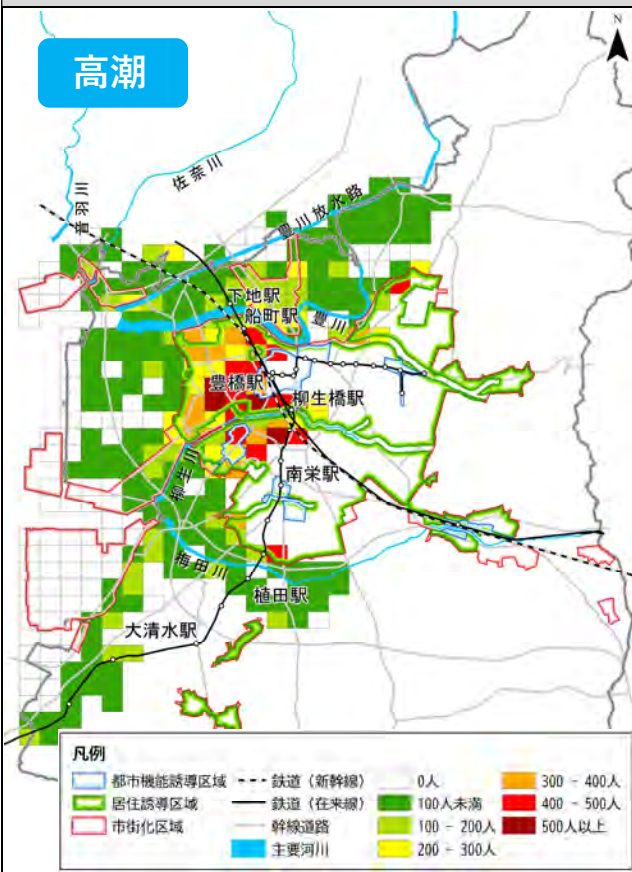 高潮
N
佐奈川
音羽川
豊川放水路
下地駅
船町駅
豊川
豊橋駅
柳生橋駅
柳生川
南栄駅
梅田川
植田駅
大清水駅
凡例
都市機能誘導区域
居住誘導区域
市街化区域
鉄道(新幹線)
鉄道(在来線)
幹線道路
主要河川
0人
100人未満
100 - 200人
200 - 300人
300 - 400人
400 - 500人
500人以上